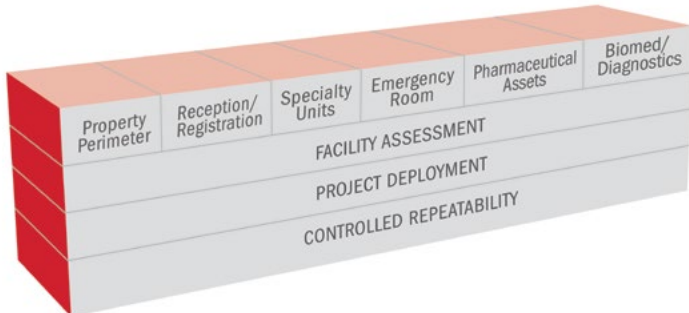 Property
Perimeter
Reception/
Registration
Specialty
Units
Emergency
Room
Pharmaceutical
Assets
Biomed/
Diagnostics
FACILITY ASSESSMENT
PROJECT DEPLOYMENT
CONTROLLED REPEATABILITY